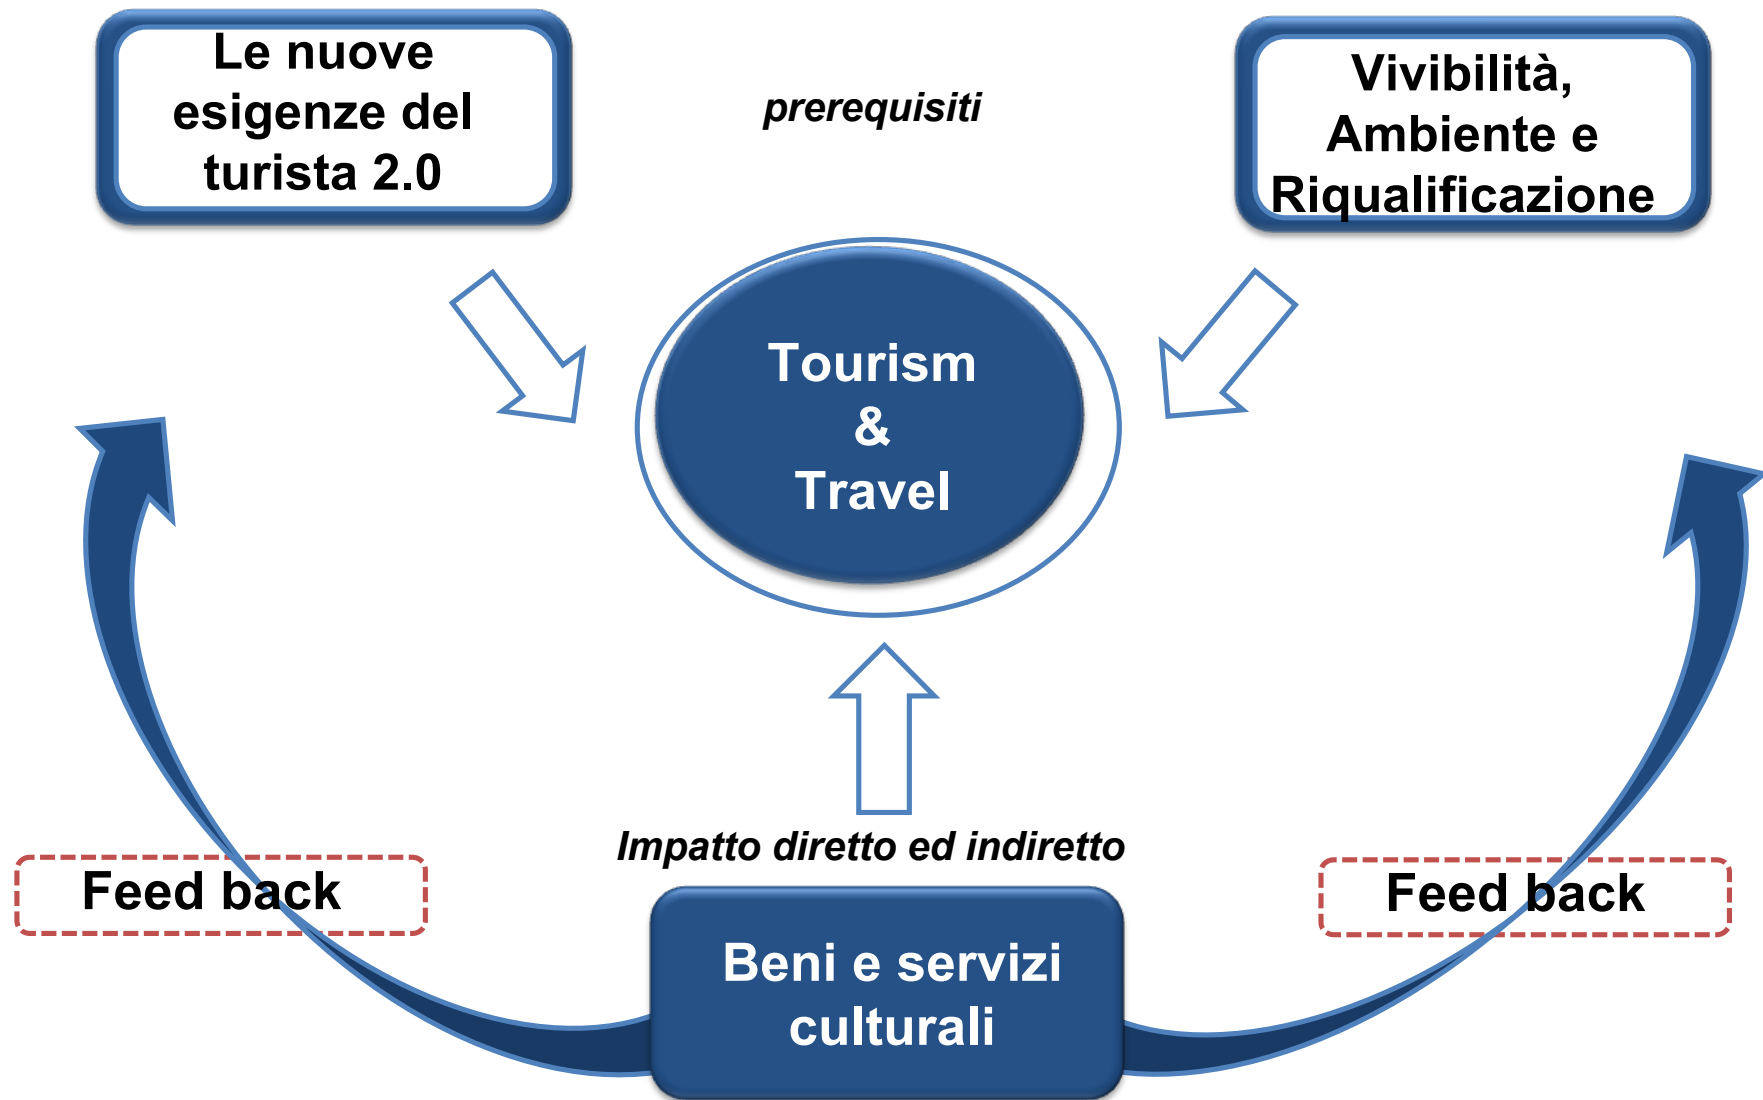 Le nuove
esigenze del
turista 2.0
prerequisiti
Vivibilità,
Ambiente e
Riqualificazione
Tourism
&
Travel
Impatto diretto ed indiretto
Feed back
Feed back
Beni e servizi
culturali